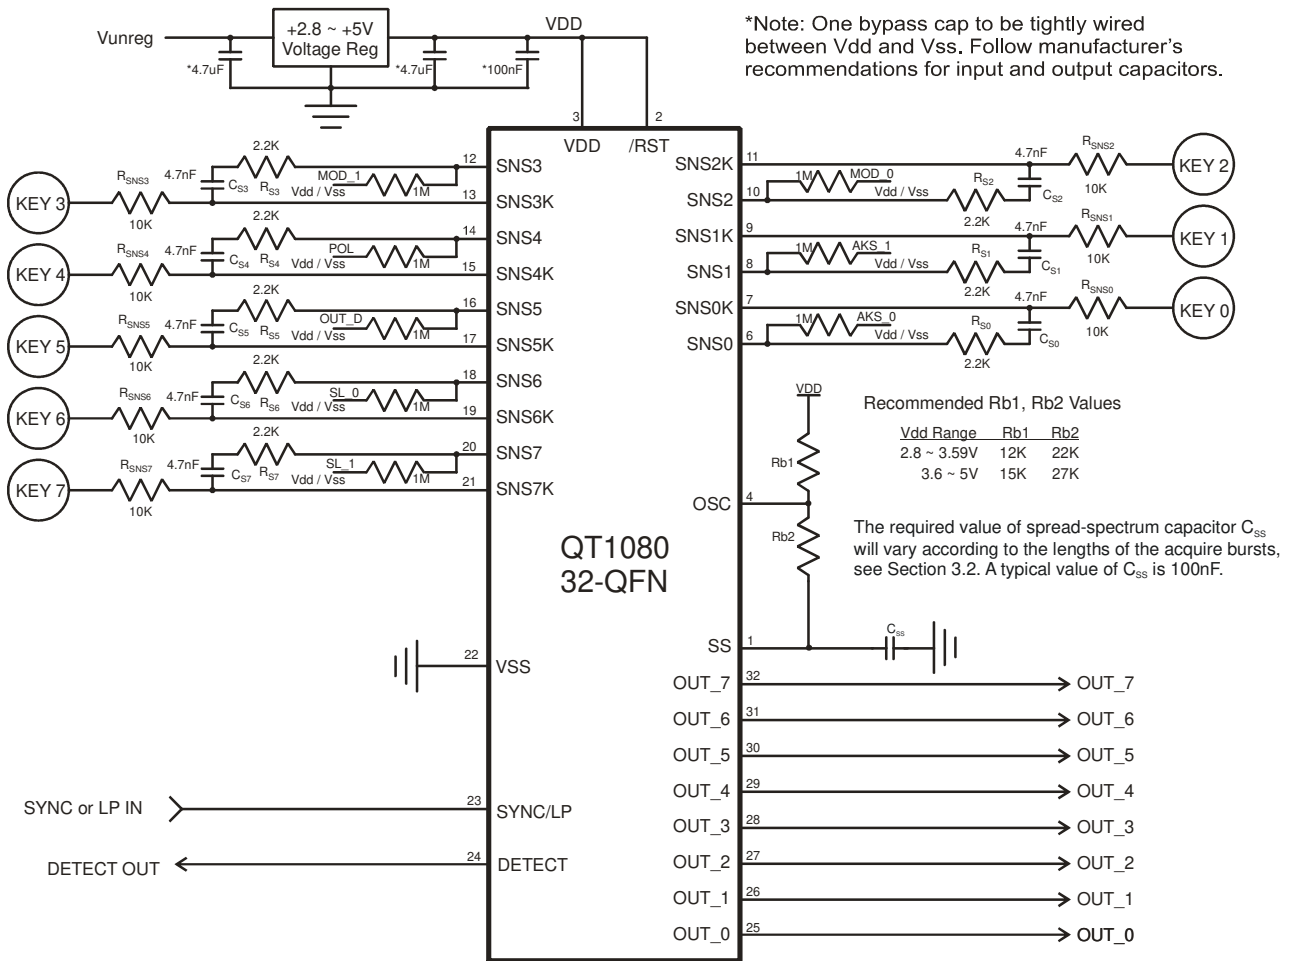 +2.8 ~ +5V
Voltage Reg
Vunreg
VDD
*4.7uF
*4.7uF
*100nF
*Note: One bypass cap to be tightly wired
between Vdd and Vss. Follow manufacturer's
recommendations for input and output capacitors.
3
2
VDD
/RST
KEY 3
RSNS3
10K
4.7nF
CS3
2.2K
RS3
MOD_1
Vdd / Vss
1M
12
13
SNS3
SNS3K
KEY 4
RSNS4
10K
4.7nF
CS4
2.2K
RS4
POL
Vdd / Vss
1M
14
15
SNS4
SNS4K
KEY 5
RSNS5
10K
4.7nF
CS5
2.2K
RS5
OUT_D
Vdd / Vss
1M
16
17
SNS5
SNS5K
KEY 6
RSNS6
10K
4.7nF
CS6
2.2K
RS6
SL_0
Vdd / Vss
1M
18
19
SNS6
SNS6K
KEY 7
RSNS7
10K
4.7nF
CS7
2.2K
RS7
SL_1
Vdd / Vss
1M
20
21
SNS7
SNS7K
SNS2K
SNS2
11
10
1M
MOD_0
Vdd / Vss
RS2
2.2K
4.7nF
CS2
RSNS2
10K
KEY 2
SNS1K
SNS1
9
8
1M
AKS_1
Vdd / Vss
RS1
2.2K
4.7nF
CS1
RSNS1
10K
KEY 1
SNS0K
SNS0
7
6
1M
AKS_0
Vdd / Vss
RS0
2.2K
4.7nF
CS0
RSNS0
10K
KEY 0
VDD
Rb1
OSC
4
Rb2
Recommended Rb1, Rb2 Values
Vdd Range Rb1 Rb2
2.8 ~ 3.59V 12K 22K
3.6 ~ 5V 15K 27K
The required value of spread-spectrum capacitor CSS
will vary according to the lengths of the acquire bursts,
see Section 3.2. A typical value of CSS is 100nF.
QT1080
32-QFN
SS
1
CSS
22
VSS
OUT_7 32 OUT_7
OUT_6 31 OUT_6
OUT_5 30 OUT_5
OUT_4 29 OUT_4
OUT_3 28 OUT_3
OUT_2 27 OUT_2
OUT_1 26 OUT_1
OUT_0 25 OUT_0
SYNC or LP IN
23
SYNC/LP
DETECT OUT
24
DETECT